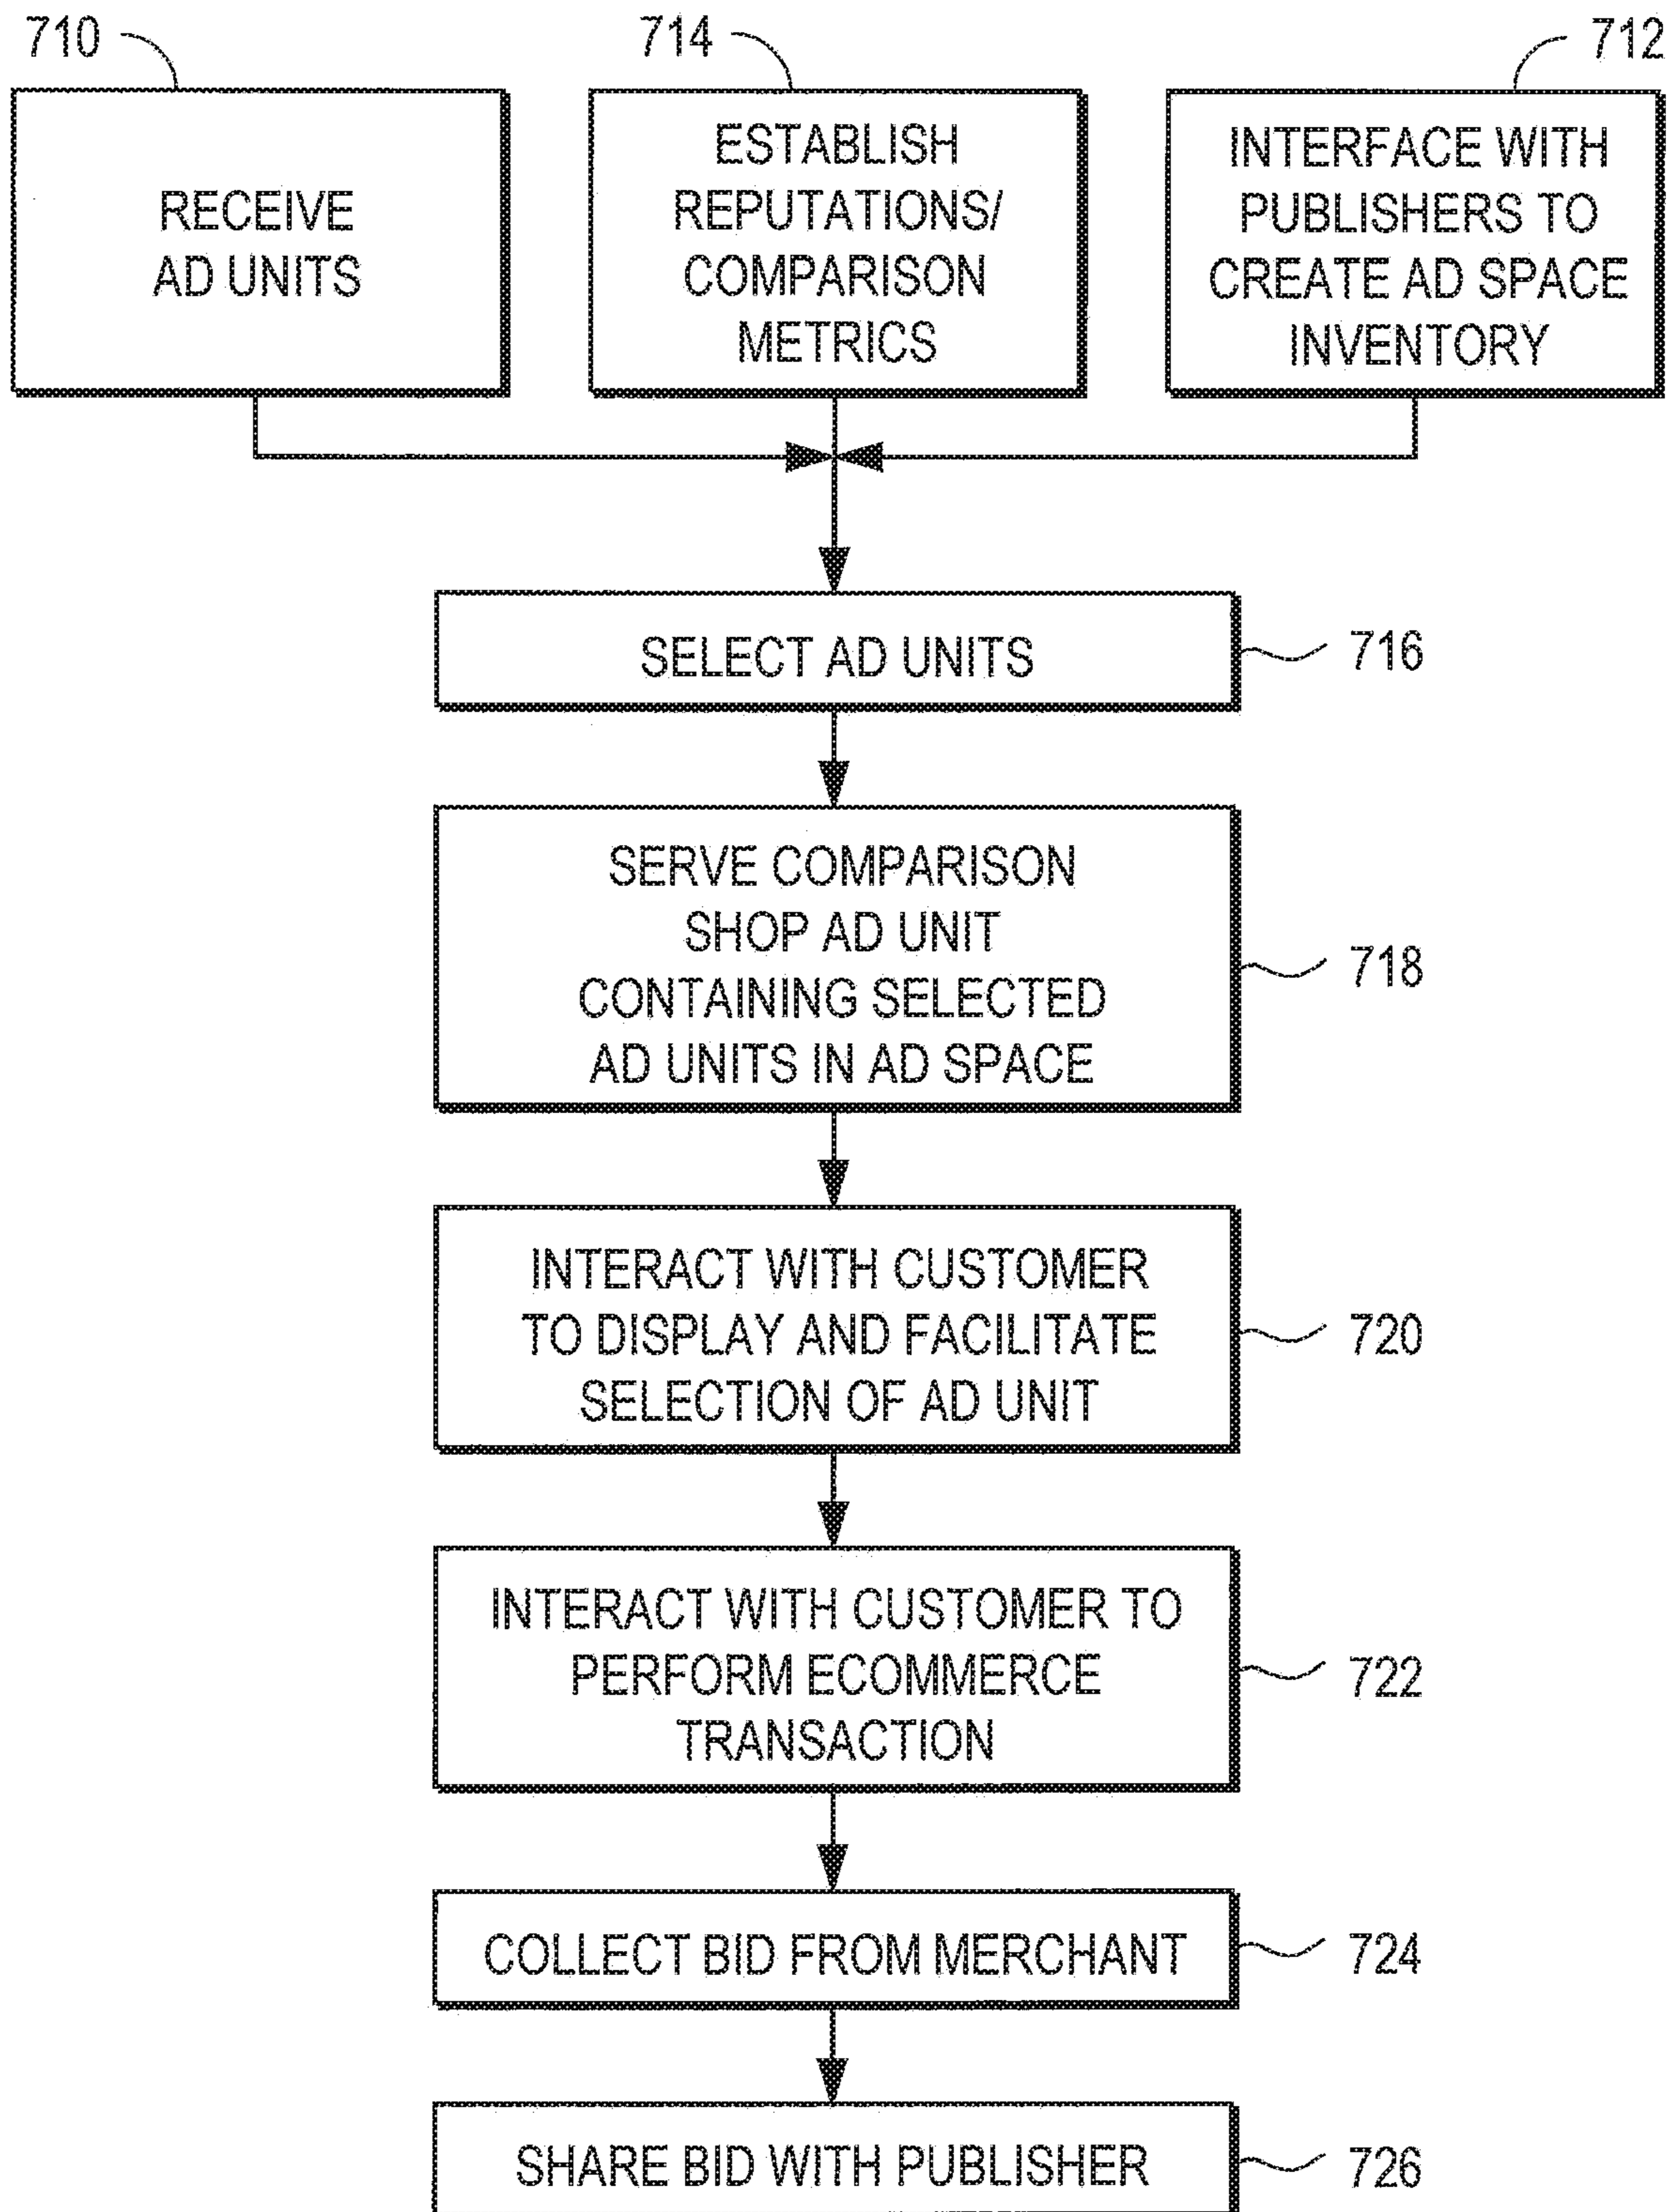 710
714
712
RECEIVE
AD UNITS
ESTABLISH
REPUTATIONS/
COMPARISON
METRICS
INTERFACE WITH
PUBLISHERS TO
CREATE AD SPACE
INVENTORY
SELECT AD UNITS
716
SERVE COMPARISON
SHOP AD UNIT
CONTAINING SELECTED
AD UNITS IN AD SPACE
718
INTERACT WITH CUSTOMER
TO DISPLAY AND FACILITATE
SELECTION OF AD UNIT
720
INTERACT WITH CUSTOMER TO
PERFORM ECOMMERCE
TRANSACTION
722
COLLECT BID FROM MERCHANT
724
SHARE BID WITH PUBLISHER
726